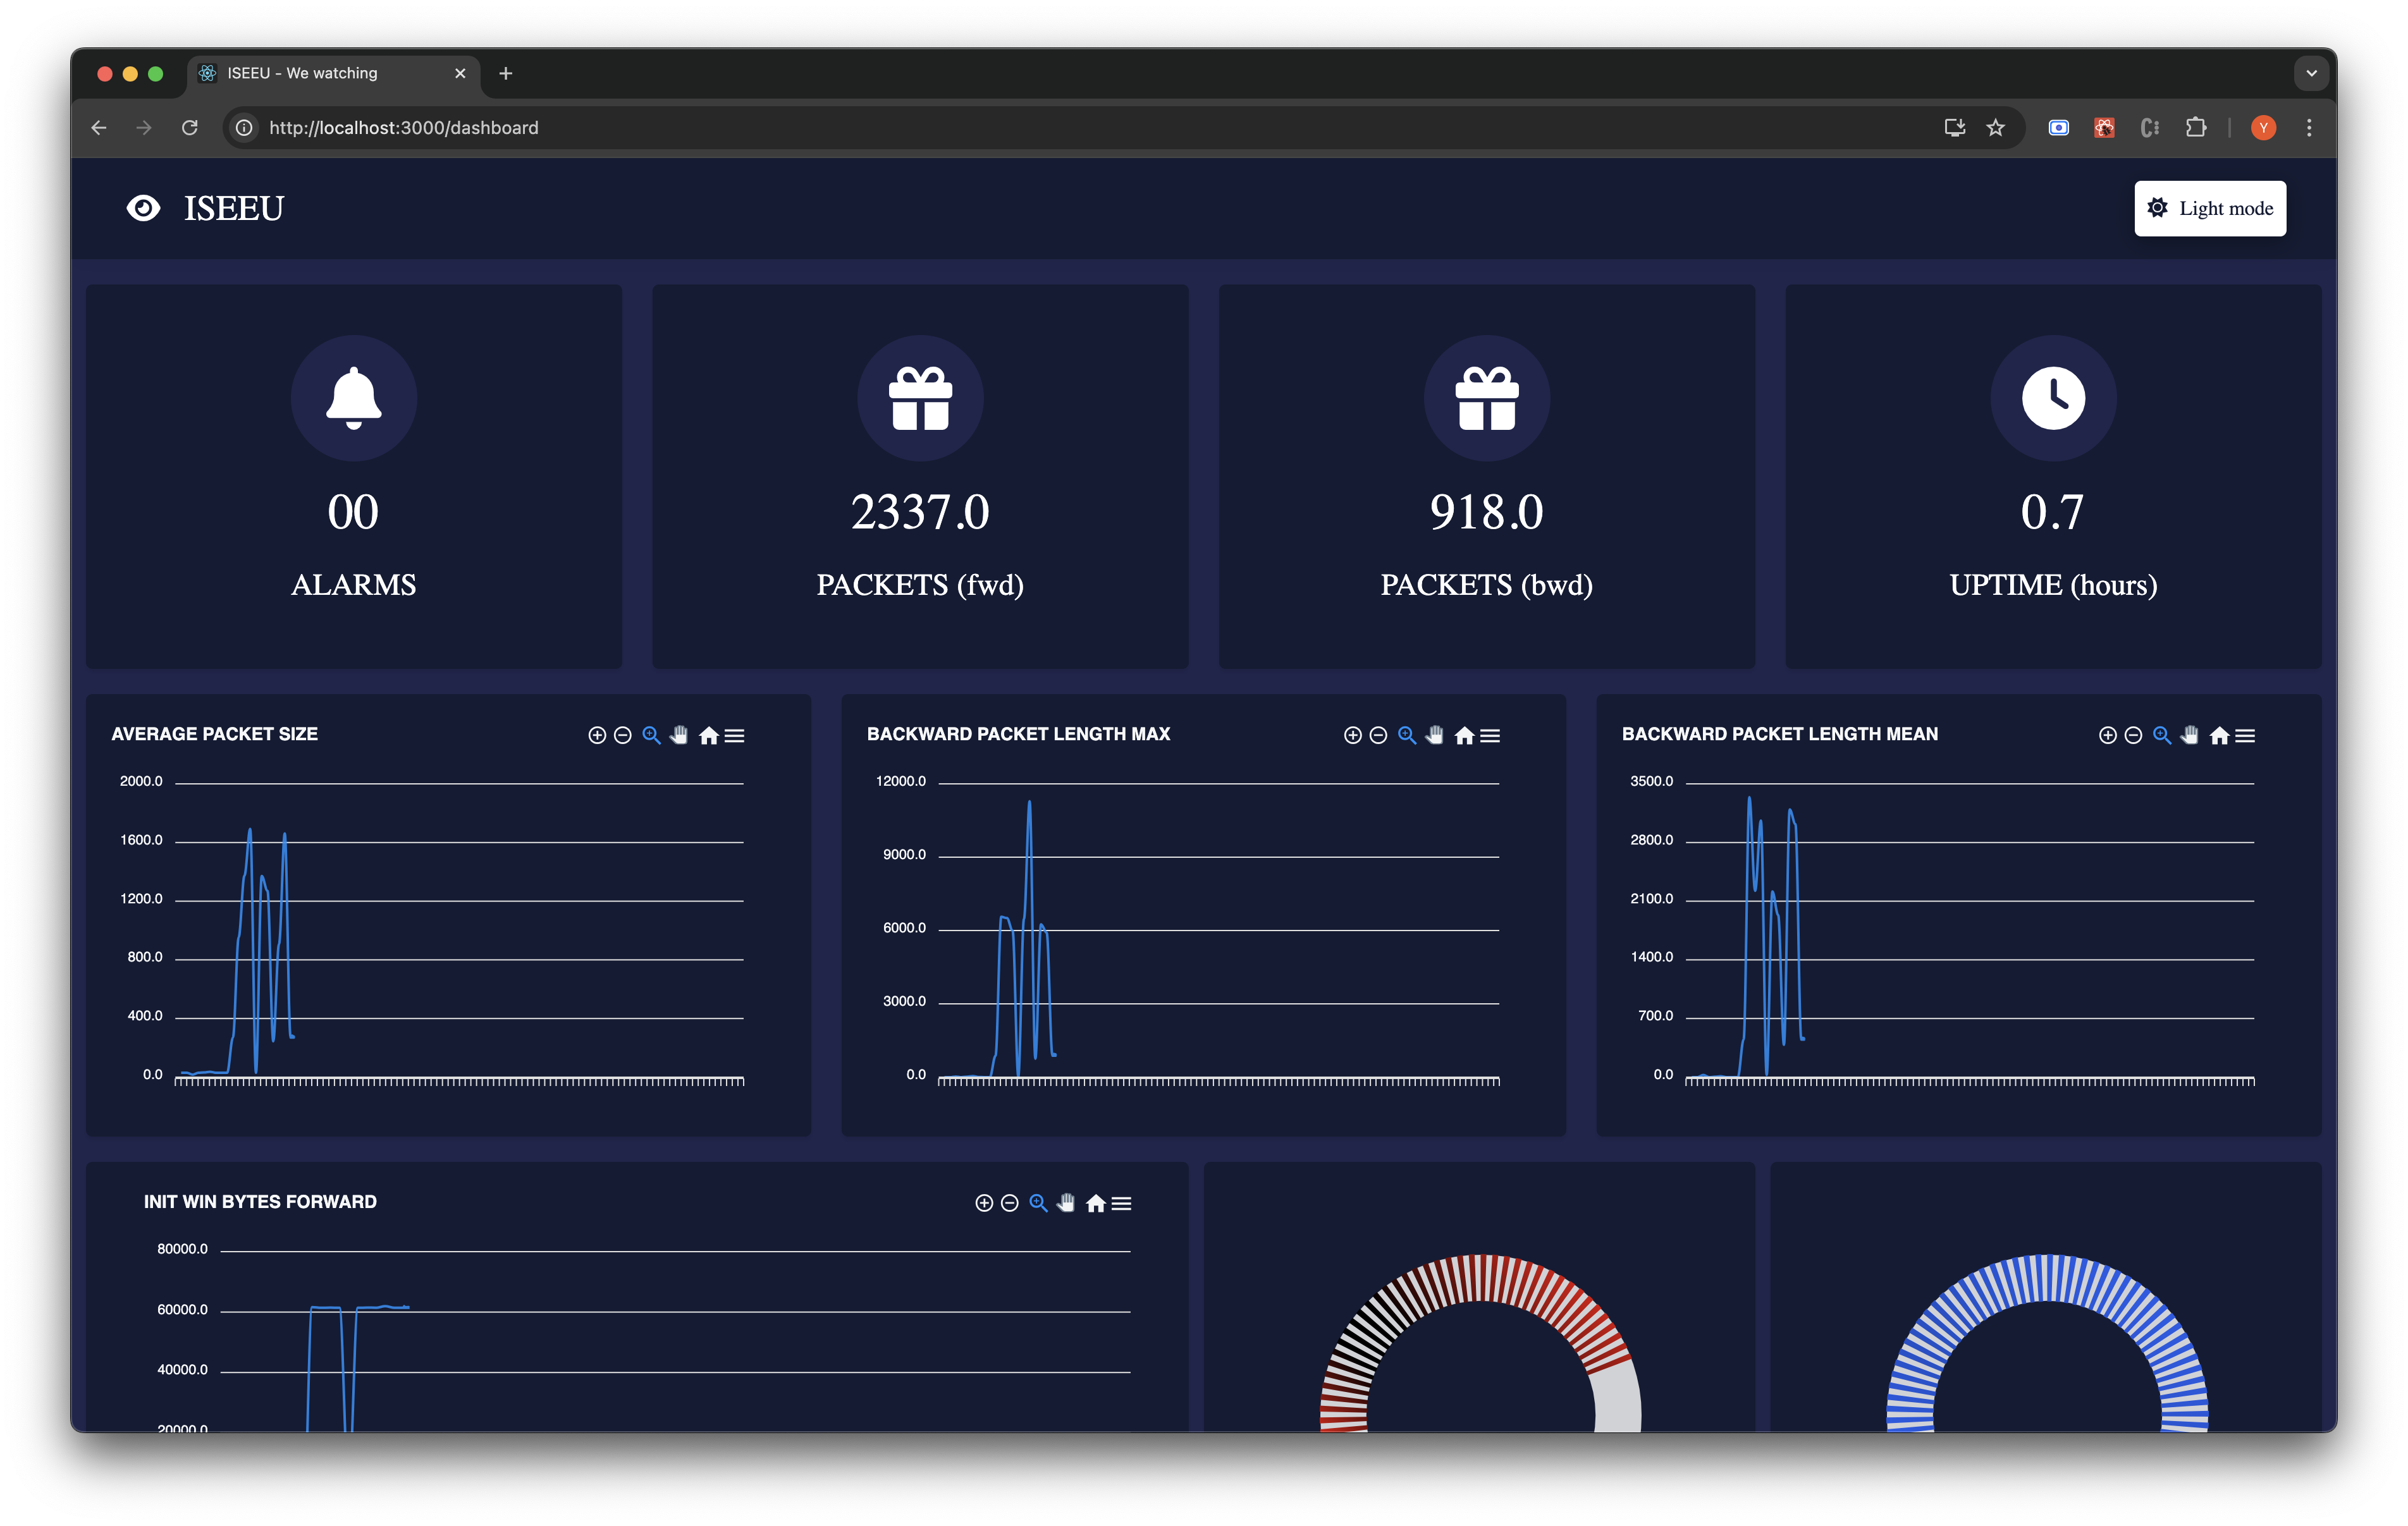 ISEEU - We watching
http://localhost:3000/dashboard
Y
ISEEU
Light mode
00
ALARMS
2337.0
PACKETS (fwd)
918.0
PACKETS (bwd)
0.7
UPTIME (hours)
AVERAGE PACKET SIZE
2000.0
1600.0
1200.0
800.0
400.0
0.0
BACKWARD PACKET LENGTH MAX
12000.0
9000.0
6000.0
3000.0
0.0
BACKWARD PACKET LENGTH MEAN
3500.0
2800.0
2100.0
1400.0
700.0
0.0
INIT WIN BYTES FORWARD
80000.0
60000.0
40000.0
20000.0